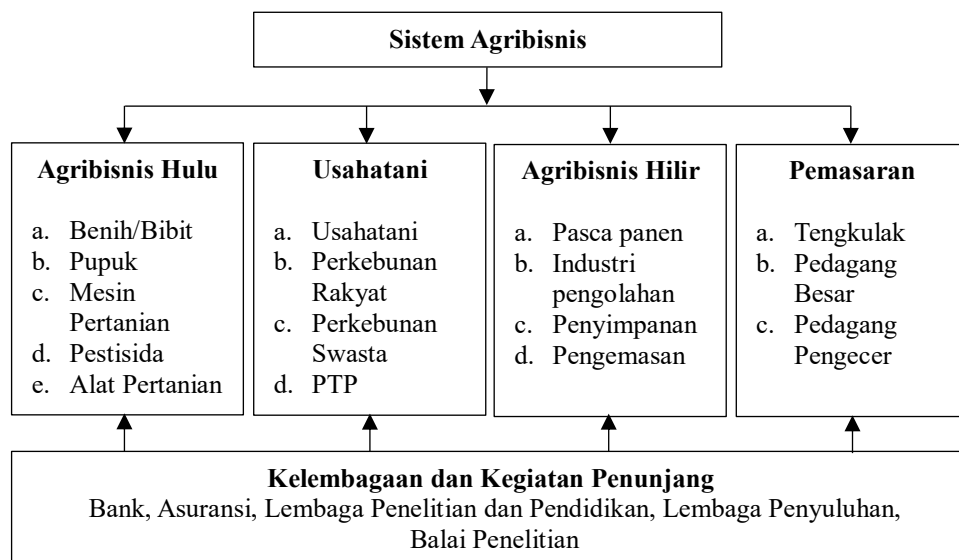 Sistem Agribisnis
Agribisnis Hulu
a. Benih/Bibit
b. Pupuk
c. Mesin
Pertanian
d. Pestisida
e. Alat Pertanian
Usahatani
a. Usahatani
b. Perkebunan
Rakyat
c. Perkebunan
Swasta
d. PTP
Agribisnis Hilir
a. Pasca panen
b. Industri
pengolahan
c. Penyimpanan
d. Pengemasan
Pemasaran
a. Tengkulak
b. Pedagang
Besar
c. Pedagang
Pengecer
Kelembagaan dan Kegiatan Penunjang
Bank, Asuransi, Lembaga Penelitian dan Pendidikan, Lembaga Penyuluhan,
Balai Penelitian